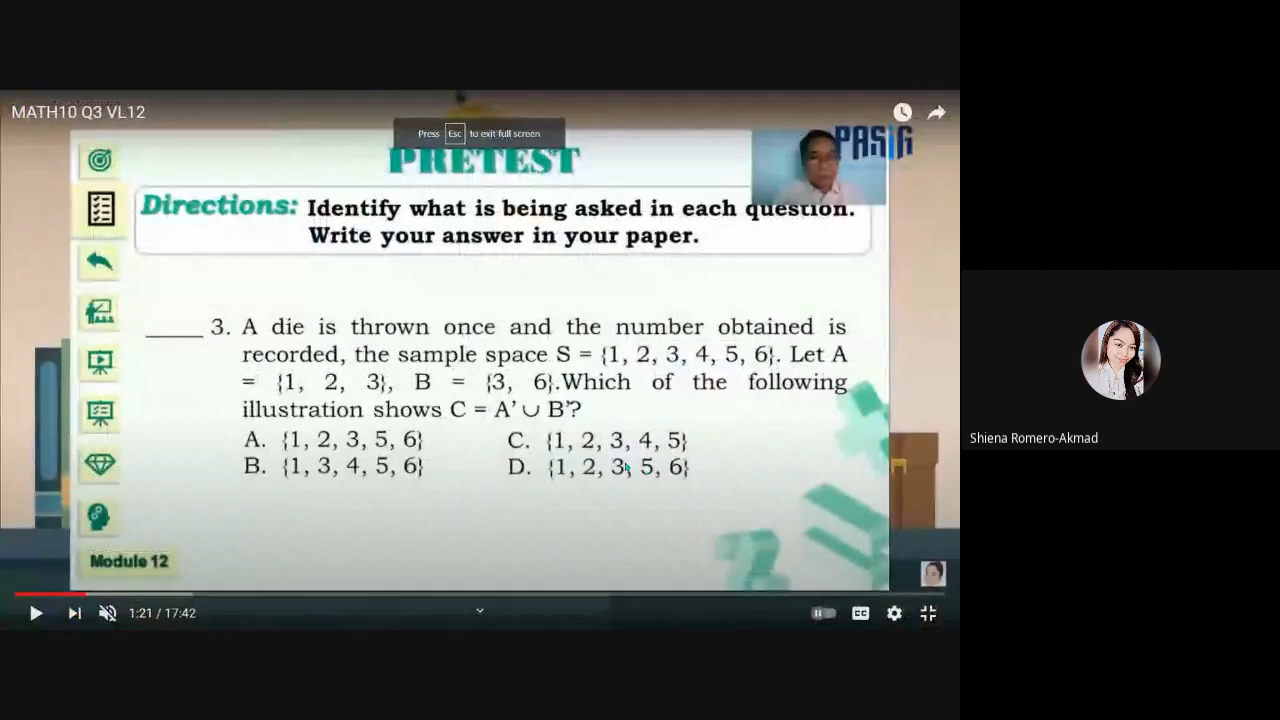 MATH10 Q3 VL12
Press Esc to exit full screen
PASIG
PRETEST
Directions: Identify what is being asked in each question.
Write your answer in your paper.
_____ 3. A die is thrown once and the number obtained is
recorded, the sample space S = {1, 2, 3, 4, 5, 6}. Let A
= {1, 2, 3}, B = {3, 6}.Which of the following
illustration shows C = A’ ∪ B’?
A. {1, 2, 3, 5, 6}
C. {1, 2, 3, 4, 5}
B. {1, 3, 4, 5, 6}
D. {1, 2, 3, 5, 6}
Module 12
1:21 / 17:42
CC
Shiena Romero-Akmad